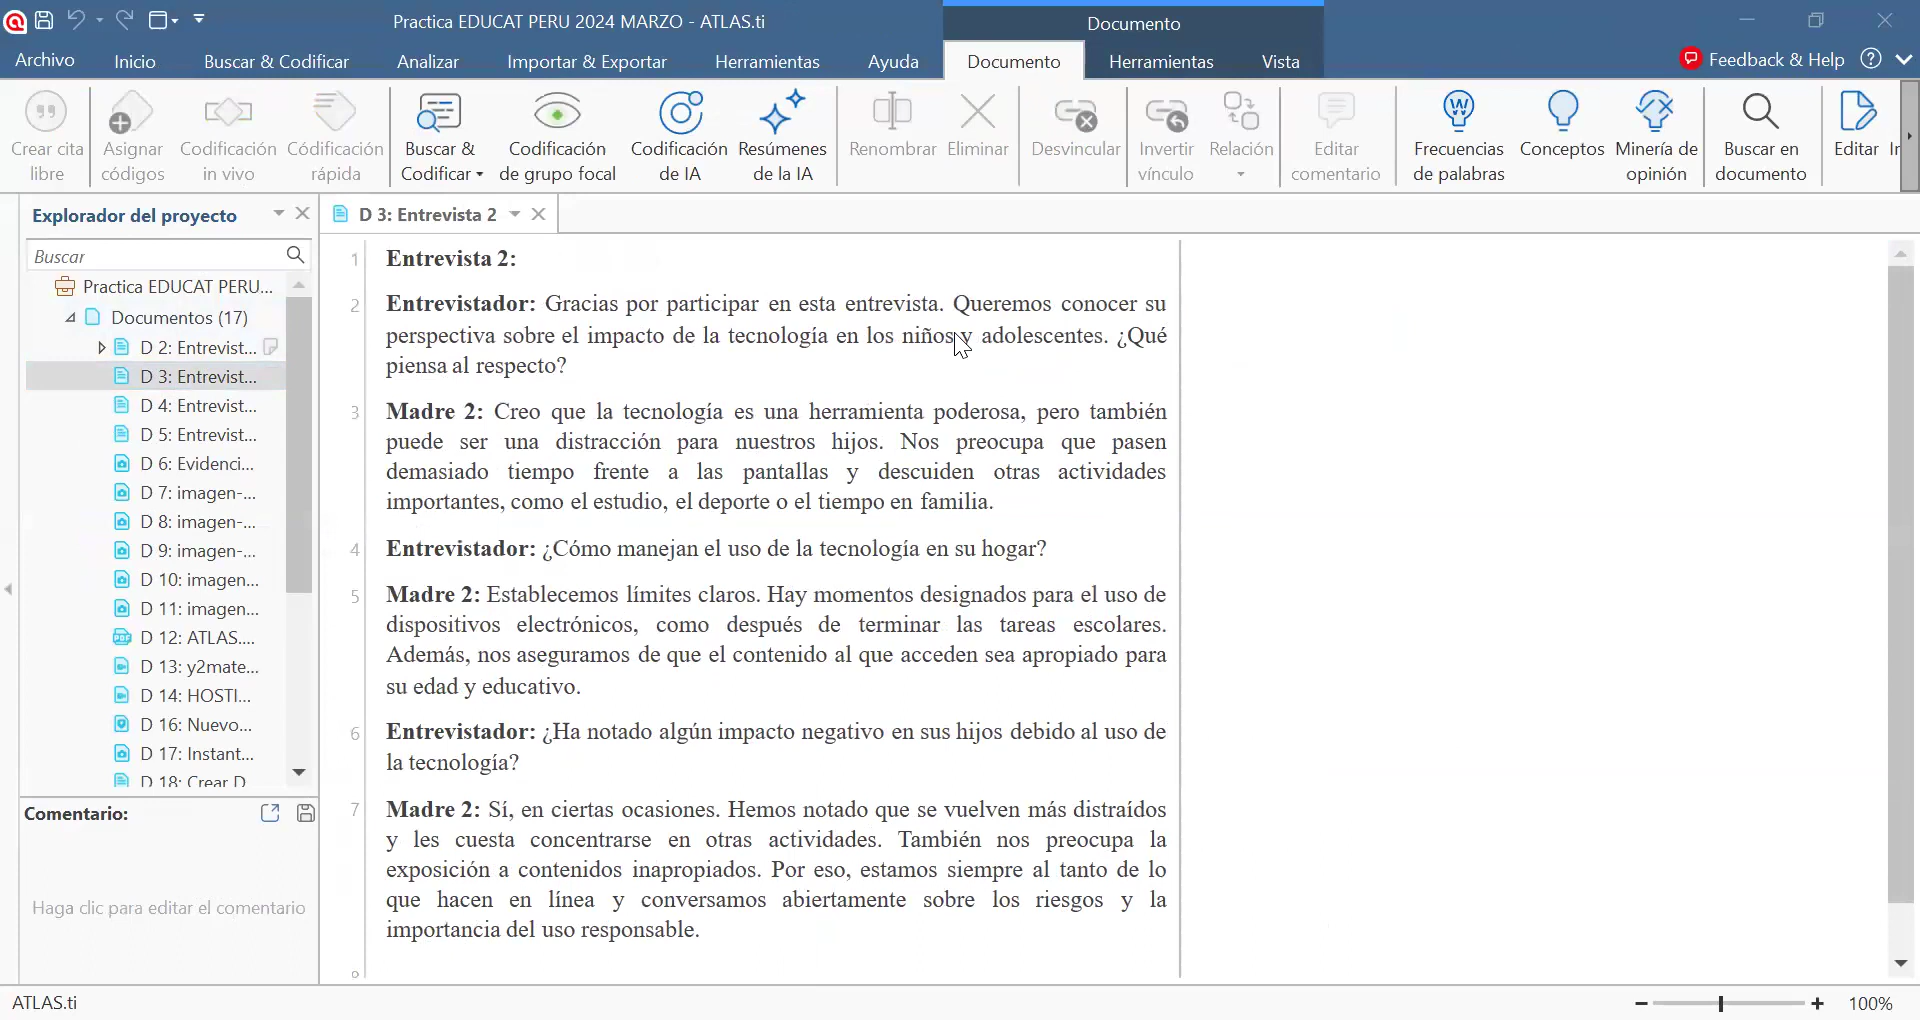 Practica EDUCAT PERU 2024 MARZO - ATLAS.ti
Documento
Archivo Inicio Buscar & Codificar Analizar Importar & Exportar Herramientas Ayuda Documento Herramientas Vista Feedback & Help
Crear cita libre
Asignar códigos
Codificación in vivo
Códificación rápida
Buscar & Codificar
Codificación de grupo focal
Codificación de IA
Resúmenes de la IA
Renombrar
Eliminar
Desvincular
Invertir vínculo
Relación
Editar comentario
Frecuencias de palabras
Conceptos
Minería de opinión
Buscar en documento
Editar
Explorador del proyecto
Buscar
Practica EDUCAT PERU...
Documentos (17)
D 2: Entrevist...
D 3: Entrevist...
D 4: Entrevist...
D 5: Entrevist...
D 6: Evidenci...
D 7: imagen-...
D 8: imagen-...
D 9: imagen-...
D 10: imagen...
D 11: imagen...
D 12: ATLAS....
D 13: y2mate...
D 14: HOSTI...
D 16: Nuevo...
D 17: Instant...
D 18: Crear D
Comentario:
Haga clic para editar el comentario
D 3: Entrevista 2
1 Entrevista 2:
2 Entrevistador: Gracias por participar en esta entrevista. Queremos conocer su
perspectiva sobre el impacto de la tecnología en los niños y adolescentes. ¿Qué
piensa al respecto?
3 Madre 2: Creo que la tecnología es una herramienta poderosa, pero también
puede ser una distracción para nuestros hijos. Nos preocupa que pasen
demasiado tiempo frente a las pantallas y descuiden otras actividades
importantes, como el estudio, el deporte o el tiempo en familia.
4 Entrevistador: ¿Cómo manejan el uso de la tecnología en su hogar?
5 Madre 2: Establecemos límites claros. Hay momentos designados para el uso de
dispositivos electrónicos, como después de terminar las tareas escolares.
Además, nos aseguramos de que el contenido al que acceden sea apropiado para
su edad y educativo.
6 Entrevistador: ¿Ha notado algún impacto negativo en sus hijos debido al uso de
la tecnología?
7 Madre 2: Sí, en ciertas ocasiones. Hemos notado que se vuelven más distraídos
y les cuesta concentrarse en otras actividades. También nos preocupa la
exposición a contenidos inapropiados. Por eso, estamos siempre al tanto de lo
que hacen en línea y conversamos abiertamente sobre los riesgos y la
importancia del uso responsable.
ATLAS.ti
100%